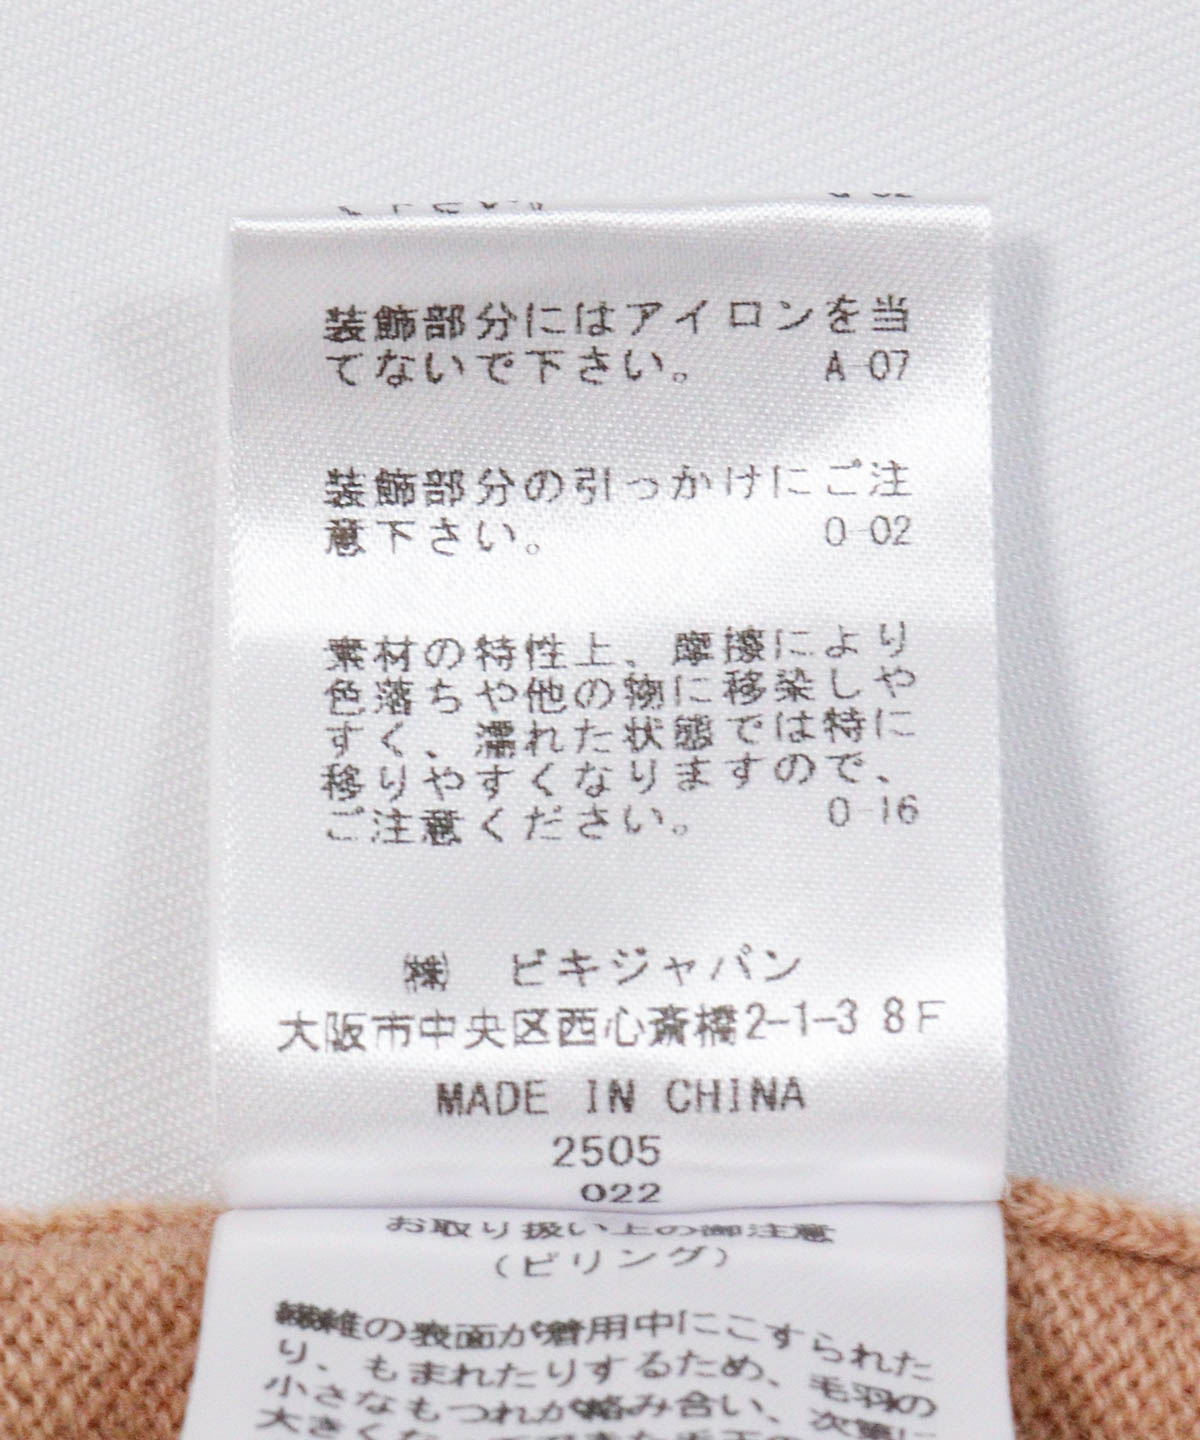 下さい。
装飾部分にはアイロンを当
てないで下さい。 A-07
装飾部分の引っかけにご注
意下さい。 O-02
素材の特性上、摩擦により
色落ちや他の物に移染しや
すく、濡れた状態では特に
移りやすくなりますので、
ご注意ください。 O-16
㈱ ビキジャパン
大阪市中央区西心斎橋2-1-3 8F
MADE IN CHINA
2505
022
お取り扱い上の御注意
(ピリング)
繊維の表面が着用中にこすられた
り、もまれたりするため、毛羽の
小さなもつれが絡み合い、次第に